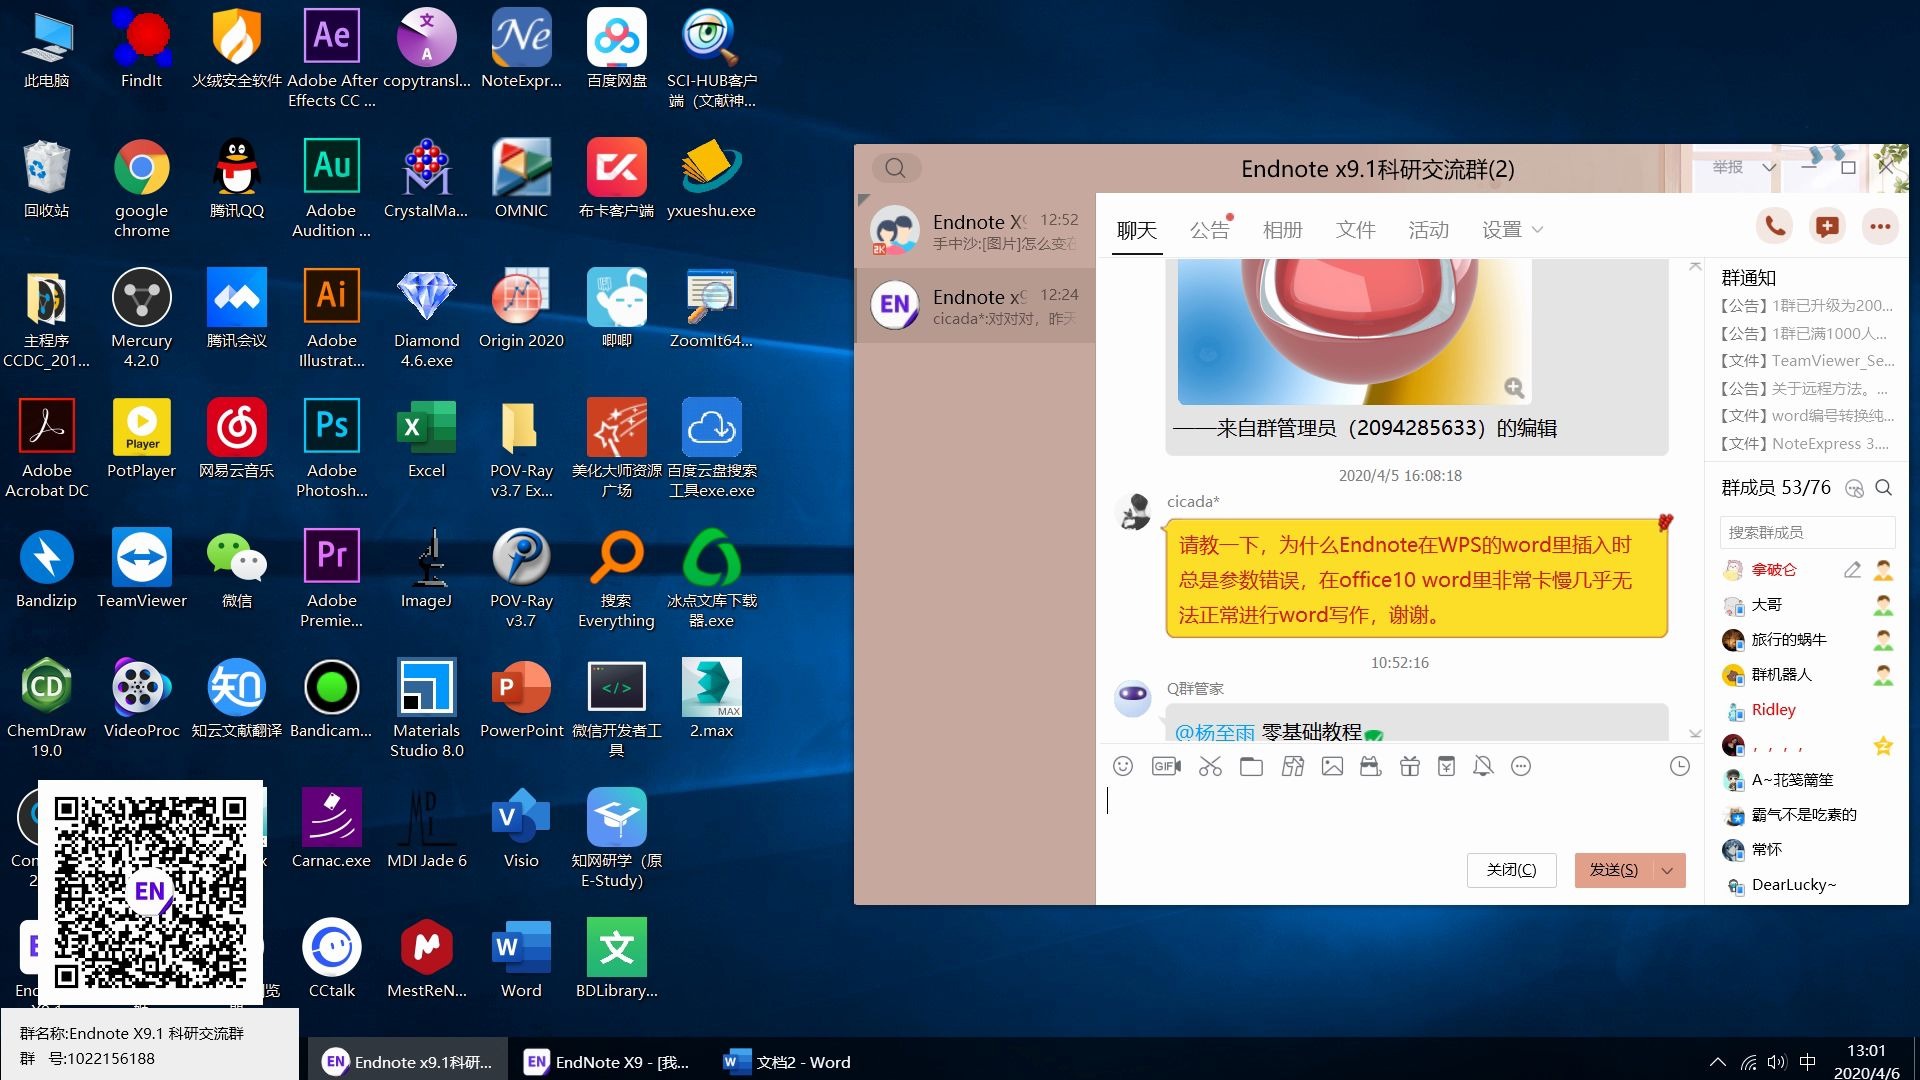 此电脑
FindIt
火绒安全软件
Adobe After
Effects CC ...
copytransl...
NoteExpr...
百度网盘
SCI-HUB客户
端（文献神...
回收站
google
chrome
腾讯QQ
Adobe
Audition ...
CrystalMa...
OMNIC
布卡客户端
yxueshu.exe
主程序
CCDC_201...
Mercury
4.2.0
腾讯会议
Adobe
Illustrat...
Diamond
4.6.exe
Origin 2020
唧唧
ZoomIt64...
Adobe
Acrobat DC
Player
PotPlayer
网易云音乐
Adobe
Photosh...
Excel
POV-Ray
v3.7 Ex...
美化大师资源
广场
百度云盘搜索
工具exe.exe
Bandizip
TeamViewer
微信
Adobe
Premie...
ImageJ
POV-Ray
v3.7
搜索
Everything
冰点文库下载
器.exe
ChemDraw
19.0
VideoProc
知云文献翻译
Bandicam...
Materials
Studio 8.0
PowerPoint
微信开发者工
具
MAX
2.max
EN
Carnac.exe
MDI Jade 6
Visio
知网研学（原
E-Study）
CCtalk
MestReN...
Word
BDLibrary...
群名称:Endnote X9.1 科研交流群
群 号:1022156188
Endnote x9.1科研交流群(2)
举报
Endnote X9
12:52
手中沙:[图片]怎么变在
Endnote x9
12:24
cicada*:对对对，昨天
聊天
公告
相册
文件
活动
设置
——来自群管理员（2094285633）的编辑
2020/4/5 16:08:18
cicada*
请教一下，为什么Endnote在WPS的word里插入时
总是参数错误，在office10 word里非常卡慢几乎无
法正常进行word写作，谢谢。
10:52:16
Q群管家
@杨至雨 零基础教程
GIF
关闭(C)
发送(S)
群通知
【公告】1群已升级为200...
【公告】1群已满1000人...
【文件】TeamViewer_Se...
【公告】关于远程方法。...
【文件】word编号转换纯...
【文件】NoteExpress 3....
群成员 53/76
搜索群成员
拿破仑
大哥
旅行的蜗牛
群机器人
Ridley
, , , ,
霸气不是吃素的
常怀
DearLucky~
Endnote x9.1科研...
EndNote X9 - [我...
文档2 - Word
中
13:01
2020/4/6